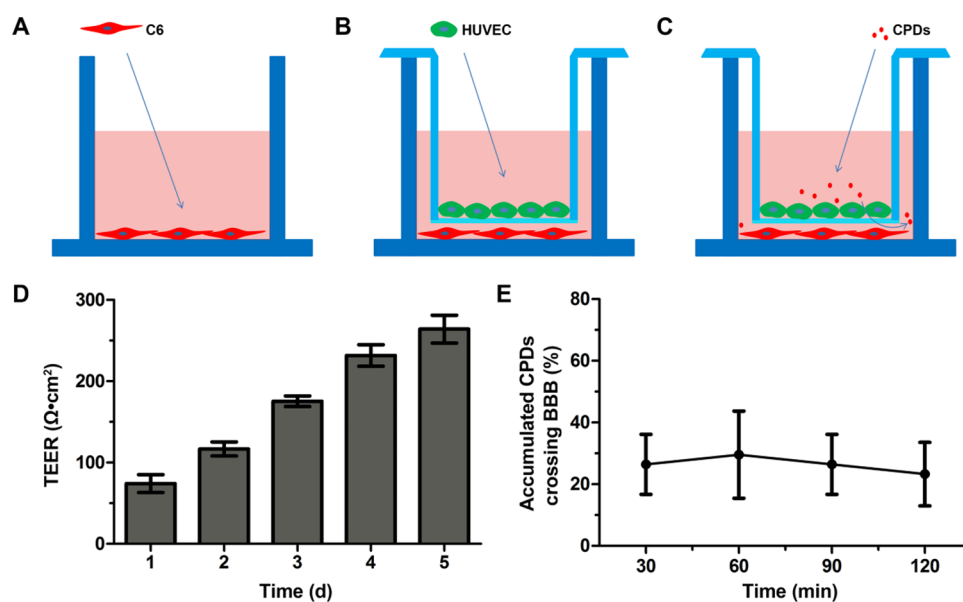 A
C6
B
HUVEC
C
CPDs
D
TEER (Ω•cm²)
300
200
100
0
1 2 3 4 5
Time (d)
E
Accumulated CPDs
crossing BBB (%)
80
60
40
20
0
30 60 90 120
Time (min)